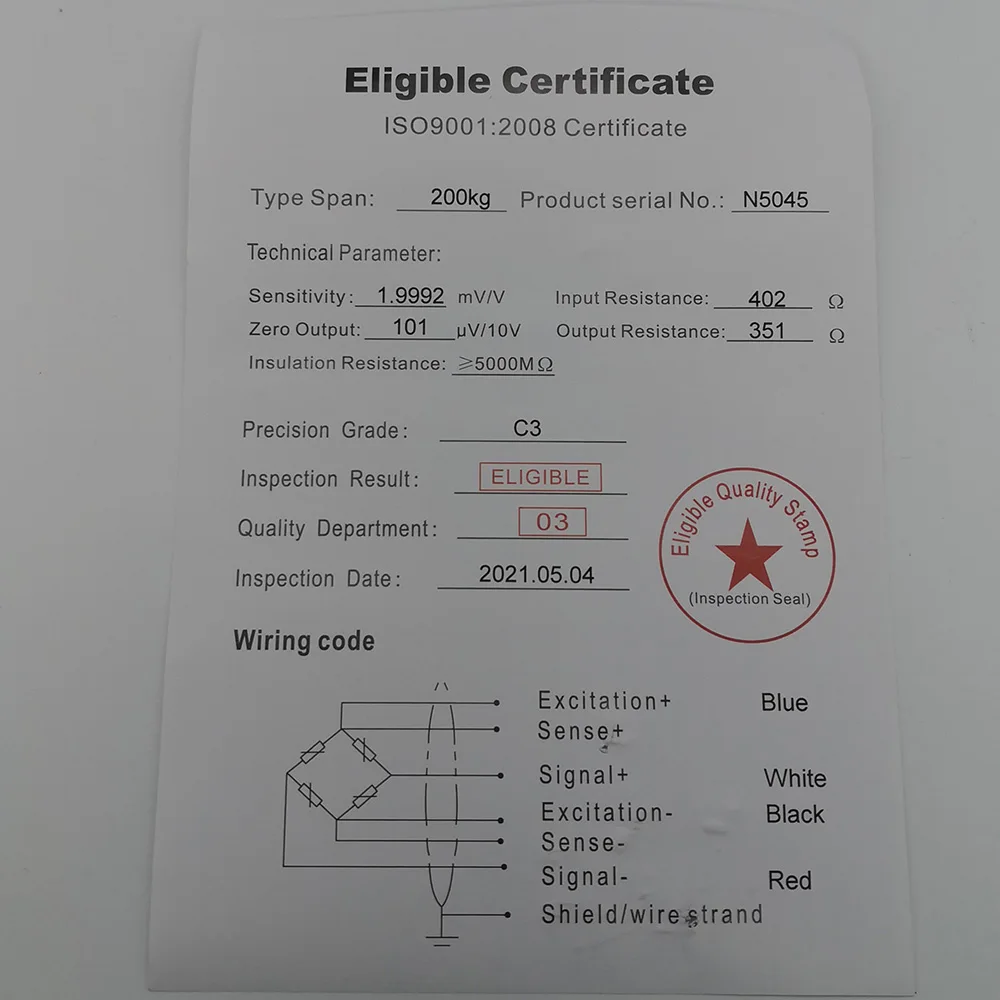 Eligible Certificate
ISO9001:2008 Certificate
Type Span: 200kg Product serial No.: N5045
Technical Parameter:
Sensitivity: 1.9992 mV/V Input Resistance: 402 Ω
Zero Output: 101 μV/10V Output Resistance: 351 Ω
Insulation Resistance: ≥5000MΩ
Precision Grade: C3
Inspection Result: ELIGIBLE
Quality Department: 03
Inspection Date: 2021.05.04
Eligible Quality Stamp
(Inspection Seal)
Wiring code
Excitation+ Blue
Sense+
Signal+ White
Excitation- Black
Sense-
Signal- Red
Shield/wire strand